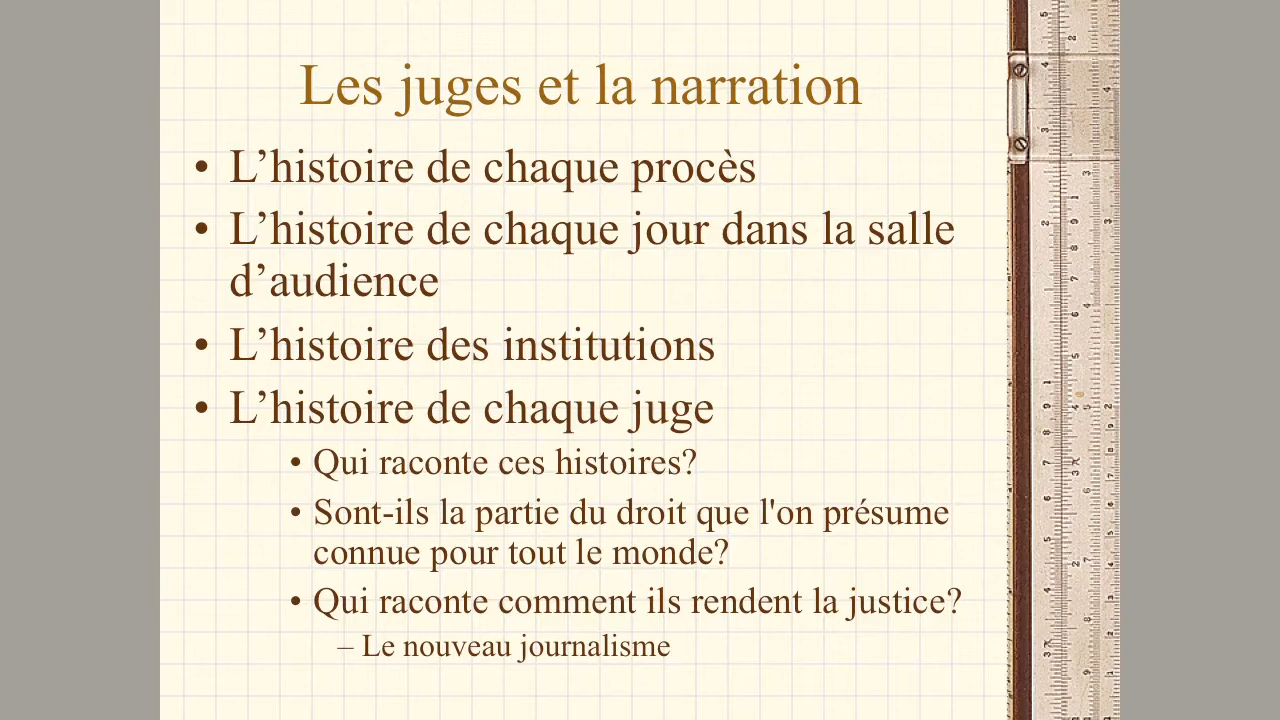 Les juges et la narration
• L’histoire de chaque procès
• L’histoire de chaque jour dans la salle
d’audience
• L’histoire des institutions
• L’histoire de chaque juge
• Qui raconte ces histoires?
• Sont-ils la partie du droit que l'on présume
connue pour tout le monde?
• Qui raconte comment ils rendent la justice?
– Le nouveau journalisme